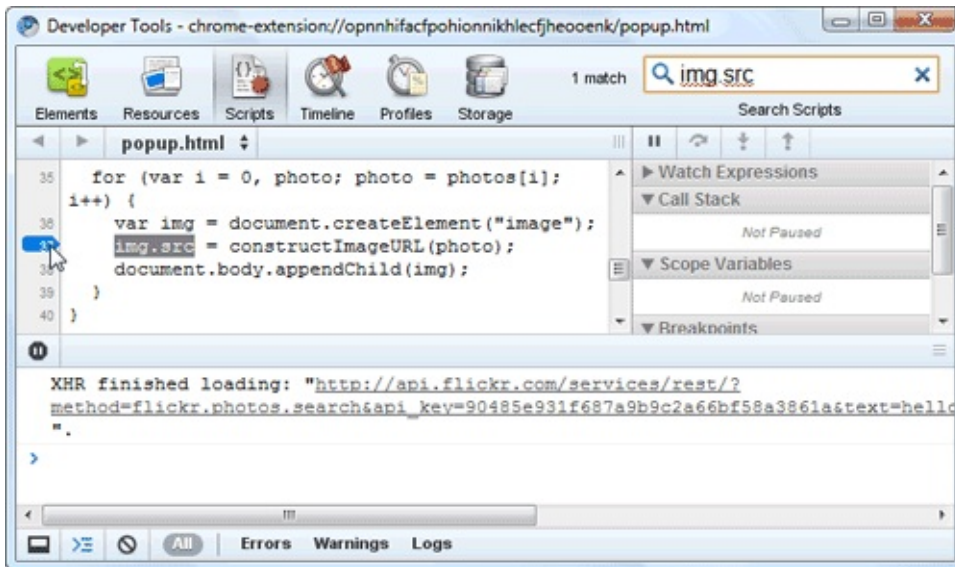 Developer Tools - chrome-extension://opnnhifacfpohionnikhlecfjheooenk/popup.html
1 match
img.src
Elements Resources Scripts Timeline Profiles Storage
Search Scripts
popup.html
35 for (var i = 0, photo; photo = photos[i];
i++) {
36 var img = document.createElement("image");
37 img.src = constructImageURL(photo);
38 document.body.appendChild(img);
39 }
40 }
Watch Expressions
Call Stack
Not Paused
Scope Variables
Not Paused
Breakpoints
XHR finished loading: "http://api.flickr.com/services/rest/?
method=flickr.photos.search&api_key=90485e931f687a9b9c2a66bf58a3861a&text=hello
".
>
All Errors Warnings Logs